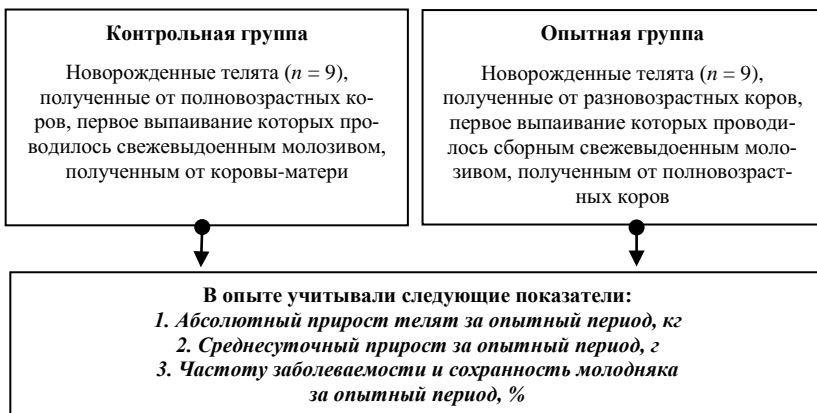 Контрольная группа
Новорожденные телята (n = 9),
полученные от полновозрастных ко-
ров, первое выпаивание которых про-
водилось свежевыдоенным молозивом,
полученным от коровы-матери
Опытная группа
Новорожденные телята (n = 9),
полученные от разновозрастных коров,
первое выпаивание которых проводи-
лось сборным свежевыдоенным моло-
зивом, полученным от полновозраст-
ных коров
В опыте учитывали следующие показатели:
1. Абсолютный прирост телят за опытный период, кг
2. Среднесуточный прирост за опытный период, г
3. Частоту заболеваемости и сохранность молодняка
за опытный период, %